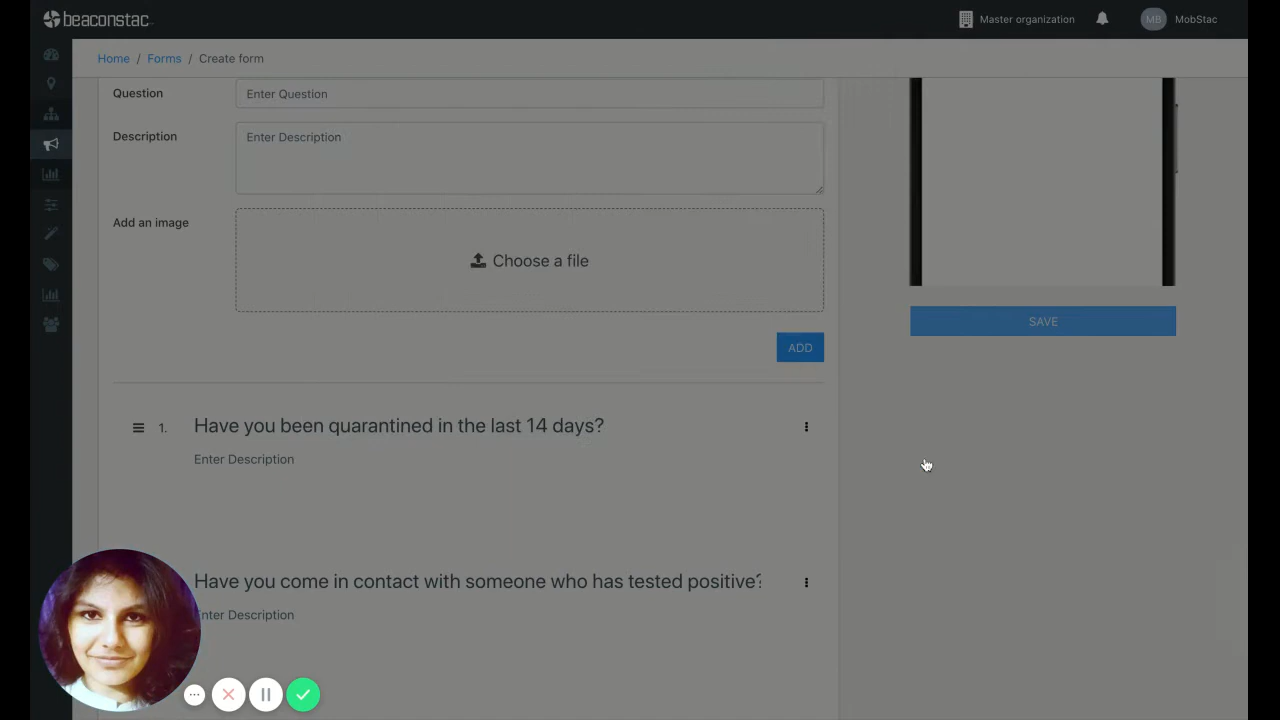 beaconstac
Master organization
MB
MobStac
Home / Forms / Create form
Question
Enter Question
Description
Enter Description
Add an image
Choose a file
SAVE
ADD
1.
Have you been quarantined in the last 14 days?
Enter Description
Have you come in contact with someone who has tested positive?
Enter Description